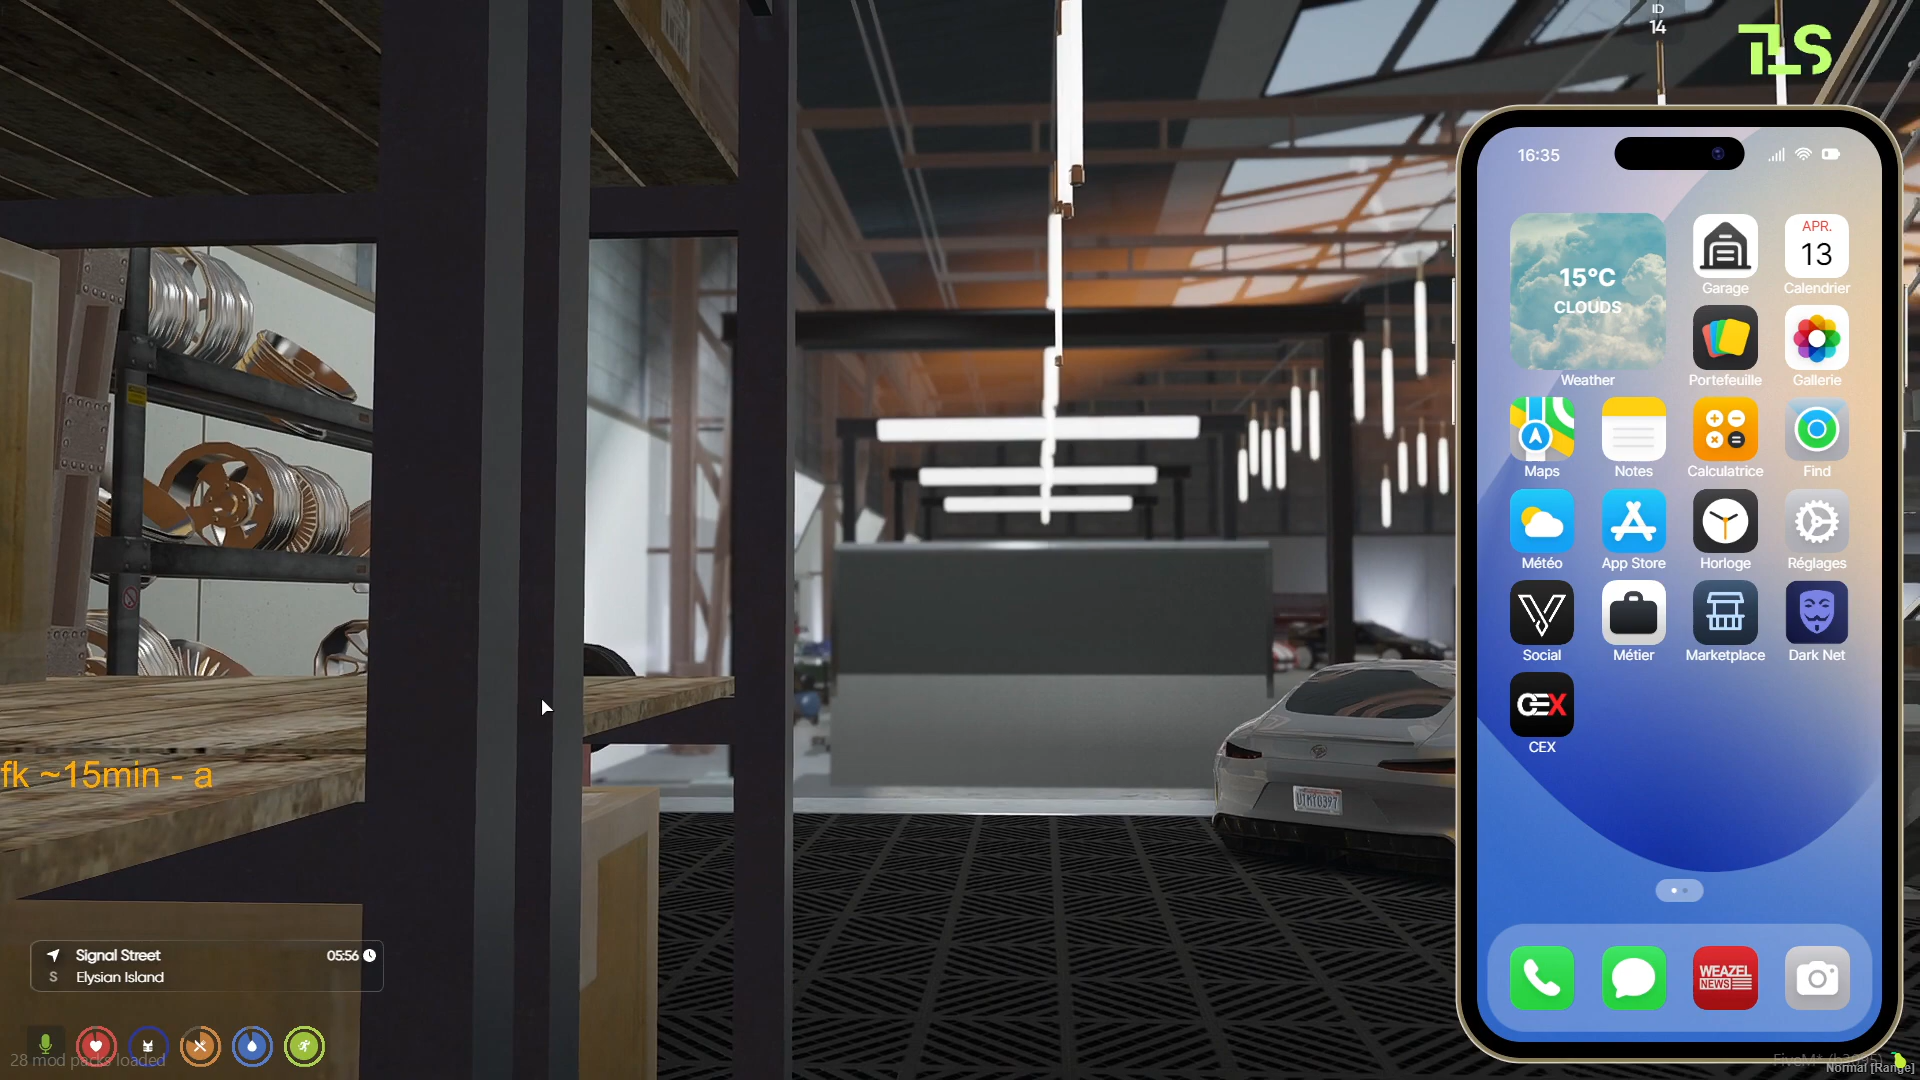 ID
14
TLS
16:35
APR.
13
15°C
CLOUDS
Garage
Calendrier
Weather
Portefeuille
Gallerie
Maps
Notes
Calculatrice
Find
Météo
App Store
Horloge
Réglages
Social
Métier
Marketplace
Dark Net
CEX
CEX
fk ~15min - a
Signal Street
05:56
S
Elysian Island
WEAZEL
NEWS
28 mod packs loaded
Normal [Range]